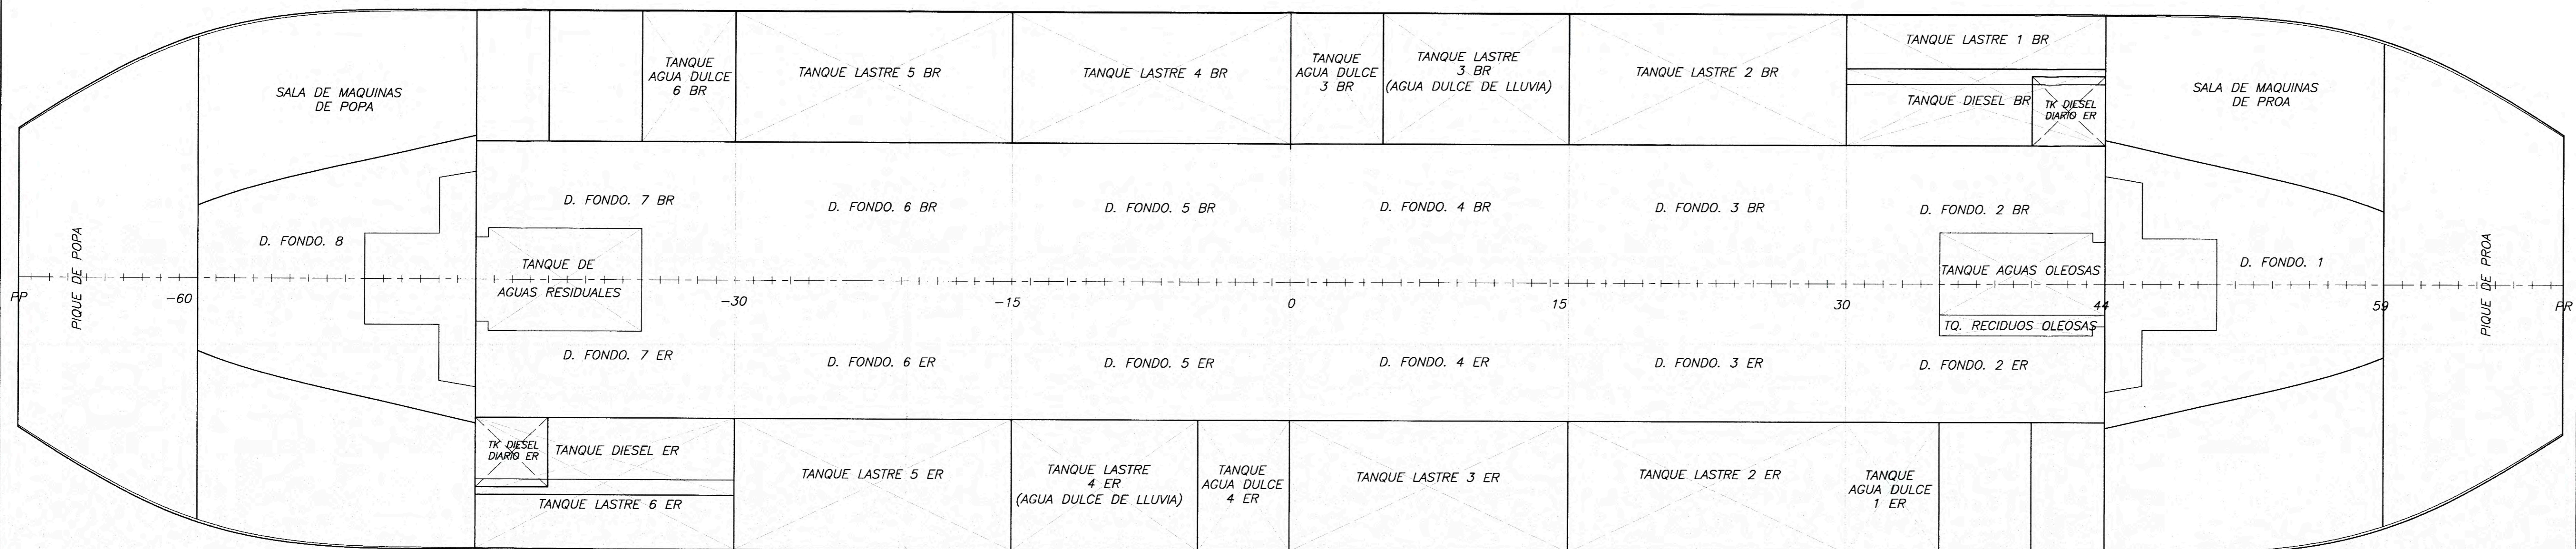 TANQUE
AGUA DULCE
6 BR
TANQUE LASTRE 5 BR
TANQUE LASTRE 4 BR
TANQUE
AGUA DULCE
3 BR
TANQUE LASTRE
3 BR
(AGUA DULCE DE LLUVIA)
TANQUE LASTRE 2 BR
TANQUE LASTRE 1 BR
TANQUE DIESEL BR
TK DIESEL
DIARIO ER
SALA DE MAQUINAS
DE POPA
SALA DE MAQUINAS
DE PROA
D. FONDO. 7 BR
D. FONDO. 6 BR
D. FONDO. 5 BR
D. FONDO. 4 BR
D. FONDO. 3 BR
D. FONDO. 2 BR
D. FONDO. 8
D. FONDO. 1
PIQUE DE POPA
TANQUE DE
AGUAS RESIDUALES
TANQUE AGUAS OLEOSAS
TQ. RECIDUOS OLEOSAS
PIQUE DE PROA
PP
-60
-30
-15
0
15
30
44
59
PR
D. FONDO. 7 ER
D. FONDO. 6 ER
D. FONDO. 5 ER
D. FONDO. 4 ER
D. FONDO. 3 ER
D. FONDO. 2 ER
TK DIESEL
DIARIO ER
TANQUE DIESEL ER
TANQUE LASTRE 6 ER
TANQUE LASTRE 5 ER
TANQUE LASTRE
4 ER
(AGUA DULCE DE LLUVIA)
TANQUE
AGUA DULCE
4 ER
TANQUE LASTRE 3 ER
TANQUE LASTRE 2 ER
TANQUE
AGUA DULCE
1 ER